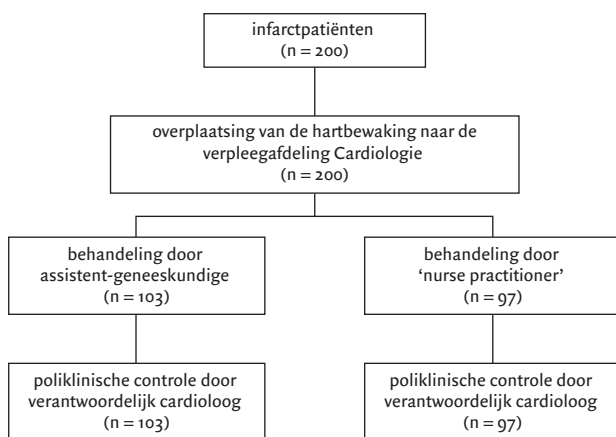 infarctpatiënten
(n = 200)
overplaatsing van de hartbewaking naar de
verpleegafdeling Cardiologie
(n = 200)
behandeling door
assistent-geneeskundige
(n = 103)
behandeling door
‘nurse practitioner’
(n = 97)
poliklinische controle door
verantwoordelijk cardioloog
(n = 103)
poliklinische controle door
verantwoordelijk cardioloog
(n = 97)